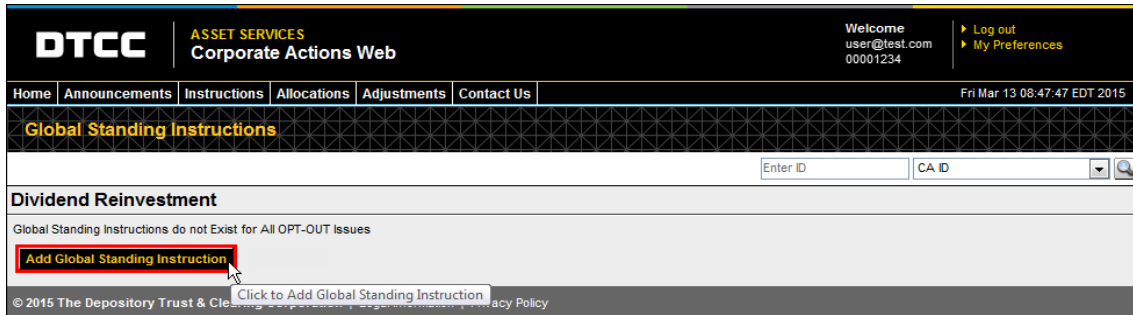 DTCC
ASSET SERVICES
Corporate Actions Web
Welcome
user@test.com
00001234
Log out
My Preferences
Home Announcements Instructions Allocations Adjustments Contact Us Fri Mar 13 08:47:47 EDT 2015
Global Standing Instructions
Enter ID CA ID
Dividend Reinvestment
Global Standing Instructions do not Exist for All OPT-OUT Issues
Add Global Standing Instruction
Click to Add Global Standing Instruction
© 2015 The Depository Trust & Privacy Policy